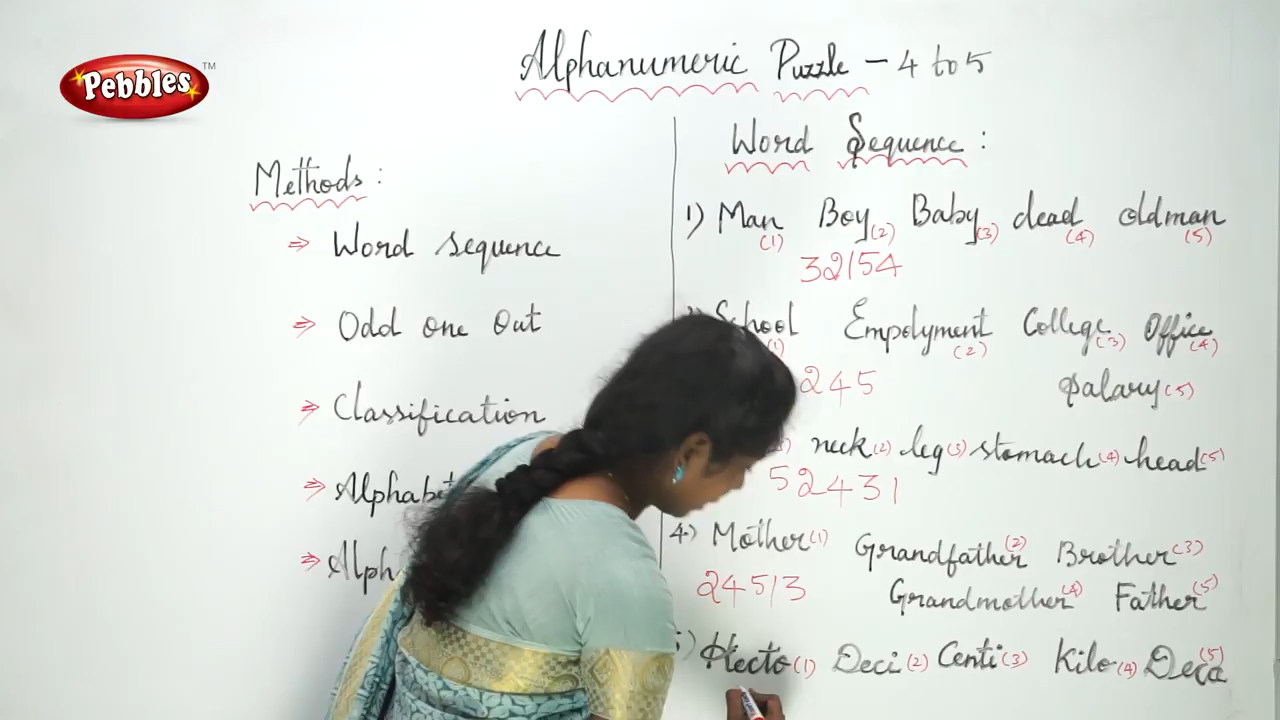 Pebbles TM
Alphanumeric Puzzle - 4 to 5
Methods:
⇒ Word sequence
⇒ Odd one Out
⇒ Classification
⇒
⇒
Word Sequence:
1) Man (1) Boy (2) Baby (3) dead (4) oldman (5)
32154
School (1) Empolyment (2) College (3) Office (4)
Salary (5)
245
neck (2) leg (3) stomach (4) head (5)
52431
4) Mother (1) Grandfather (2) Brother (3)
Grandmother (4) Father (5)
24513
5) Hecto (1) Deci (2) Centi (3) Kilo (4) Deca (5)